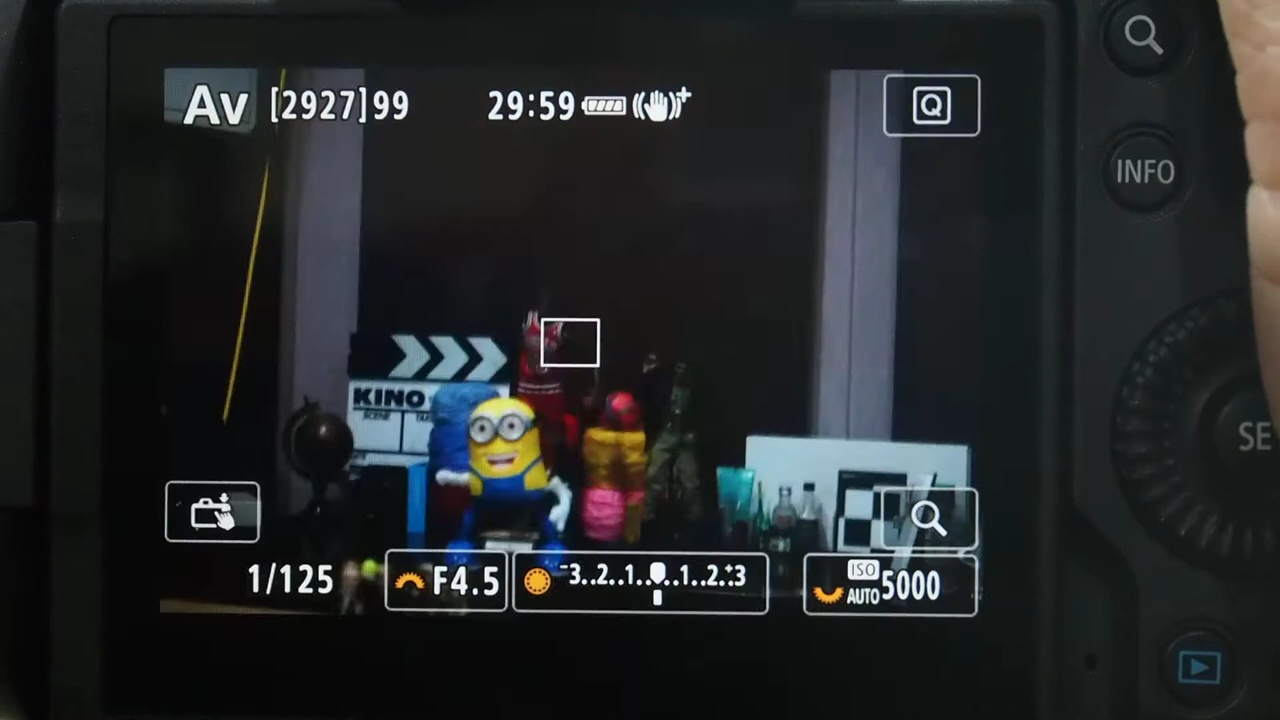 Av [2927]99 29:59
Q
INFO
KINO
SCENE
SE
1/125 F4.5 -3..2..1..0..1..2.:+3 ISO AUTO 5000